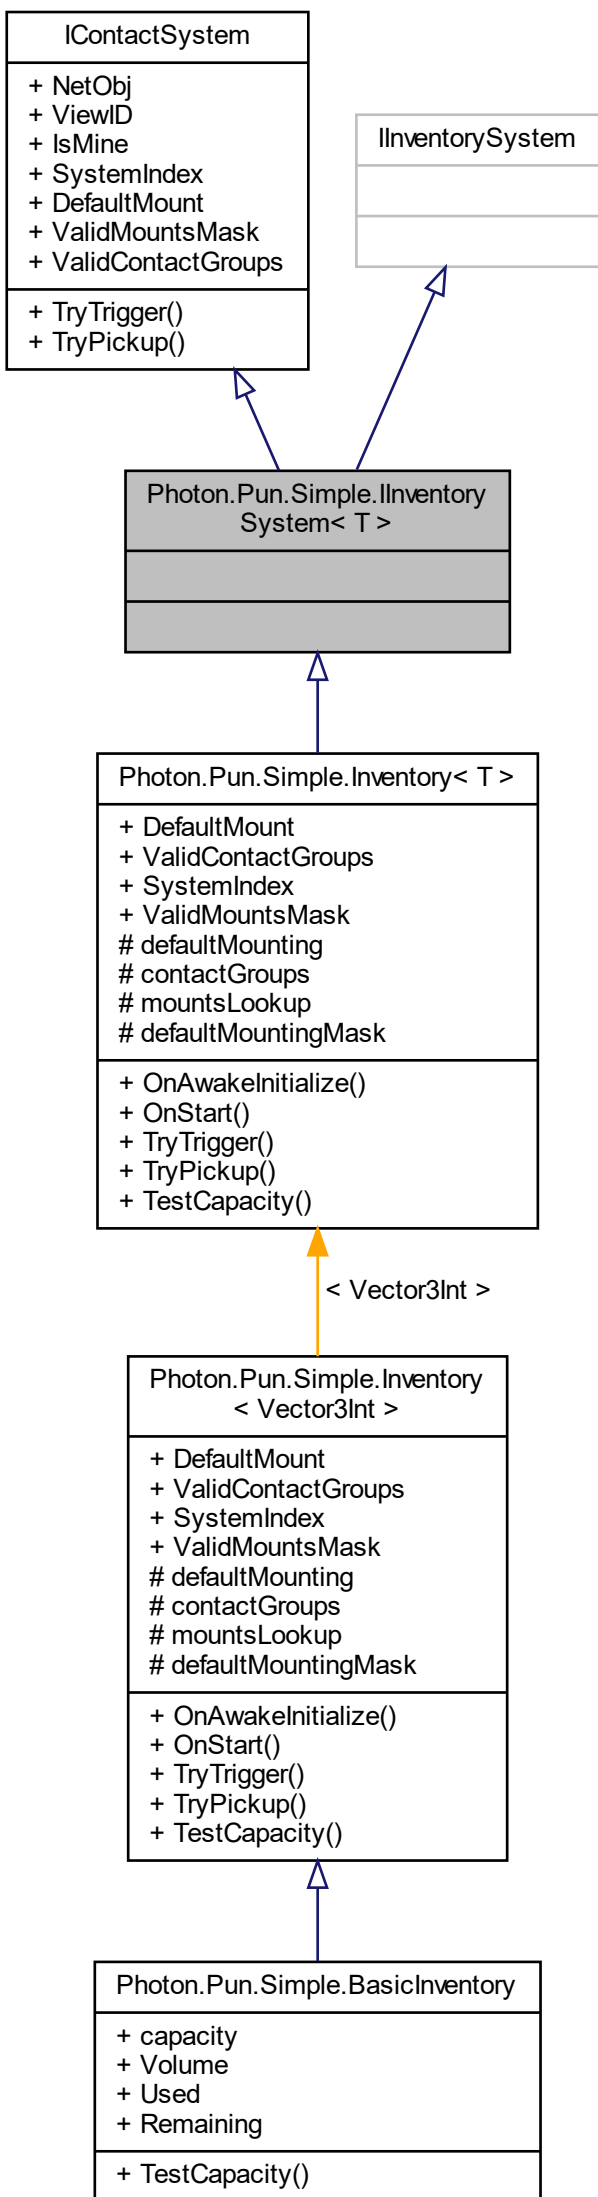 IContactSystem
+ NetObj
+ ViewID
+ IsMine
+ SystemIndex
+ DefaultMount
+ ValidMountsMask
+ ValidContactGroups
+ TryTrigger()
+ TryPickup()
IInventorySystem
Photon.Pun.Simple.IInventory
System< T >
Photon.Pun.Simple.Inventory< T >
+ DefaultMount
+ ValidContactGroups
+ SystemIndex
+ ValidMountsMask
# defaultMounting
# contactGroups
# mountsLookup
# defaultMountingMask
+ OnAwakeInitialize()
+ OnStart()
+ TryTrigger()
+ TryPickup()
+ TestCapacity()
< Vector3Int >
Photon.Pun.Simple.Inventory
< Vector3Int >
+ DefaultMount
+ ValidContactGroups
+ SystemIndex
+ ValidMountsMask
# defaultMounting
# contactGroups
# mountsLookup
# defaultMountingMask
+ OnAwakeInitialize()
+ OnStart()
+ TryTrigger()
+ TryPickup()
+ TestCapacity()
Photon.Pun.Simple.BasicInventory
+ capacity
+ Volume
+ Used
+ Remaining
+ TestCapacity()